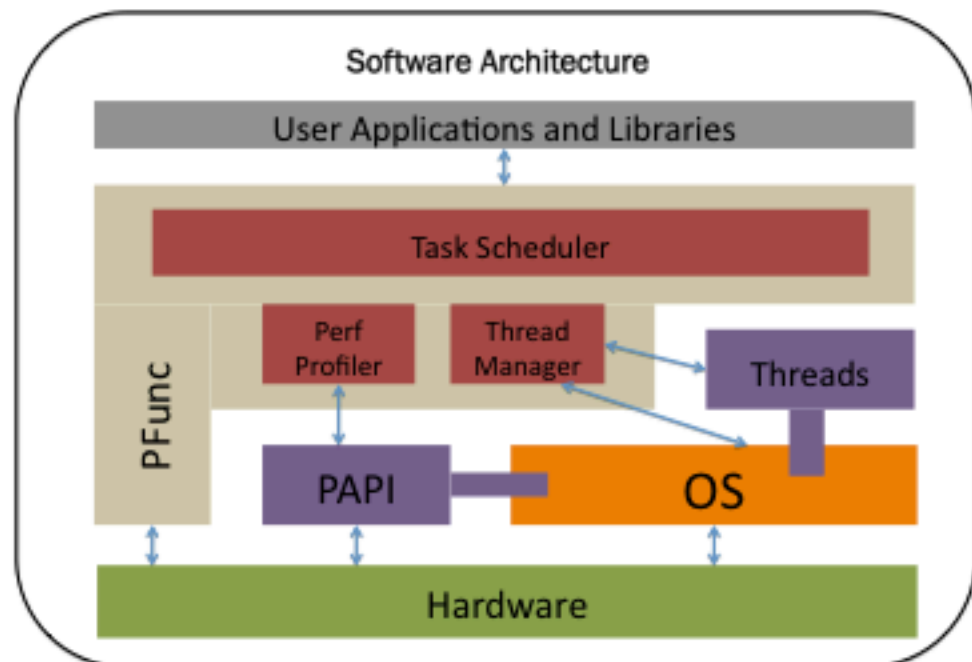 Software Architecture
User Applications and Libraries
Task Scheduler
Perf
Profiler
Thread
Manager
Threads
PFunc
PAPI
OS
Hardware